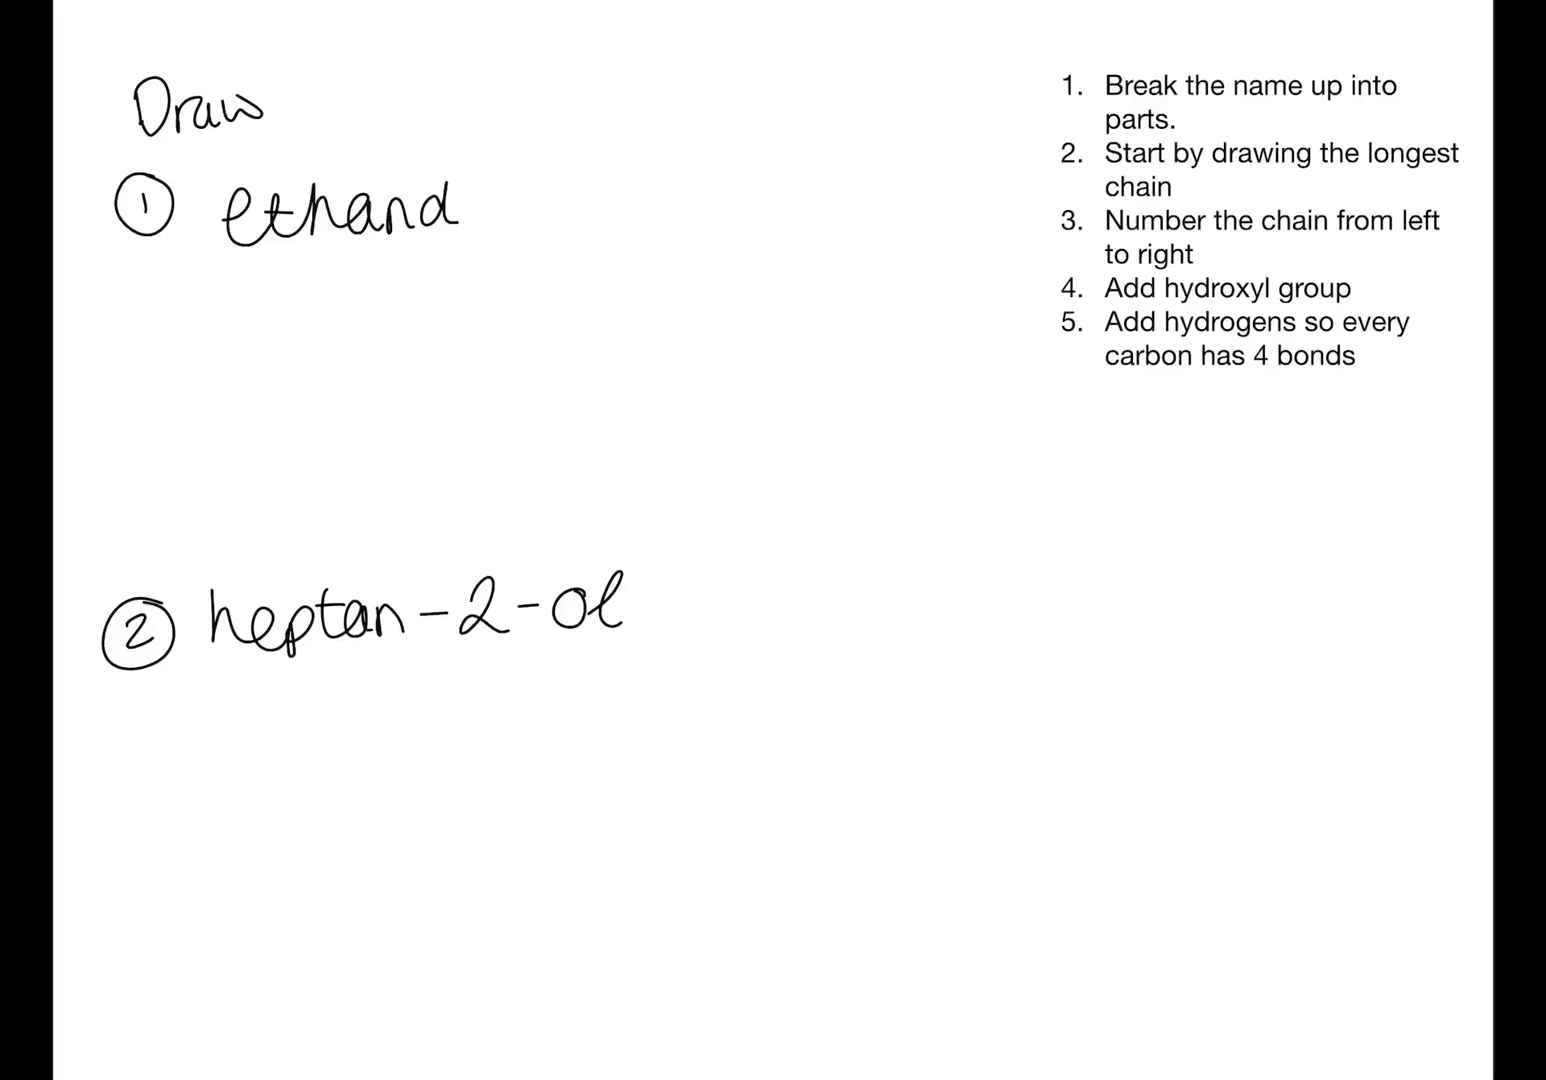 Draw
① ethanol
② heptan-2-ol
1. Break the name up into
parts.
2. Start by drawing the longest
chain
3. Number the chain from left
to right
4. Add hydroxyl group
5. Add hydrogens so every
carbon has 4 bonds